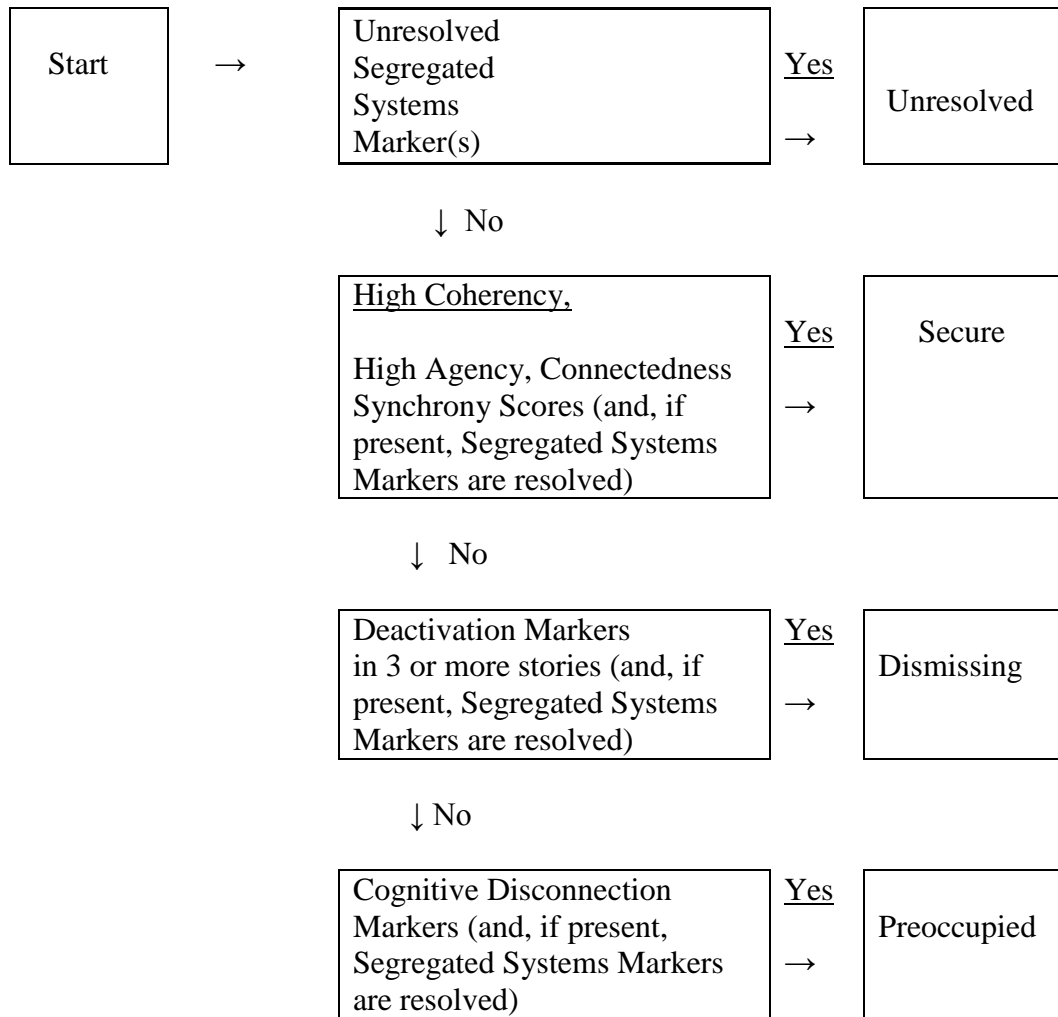 Start
→
Unresolved
Segregated
Systems
Marker(s)
Yes
→
Unresolved
↓ No
High Coherency,
High Agency, Connectedness
Synchrony Scores (and, if
present, Segregated Systems
Markers are resolved)
Yes
→
Secure
↓ No
Deactivation Markers
in 3 or more stories (and, if
present, Segregated Systems
Markers are resolved)
Yes
→
Dismissing
↓ No
Cognitive Disconnection
Markers (and, if present,
Segregated Systems Markers
are resolved)
Yes
→
Preoccupied